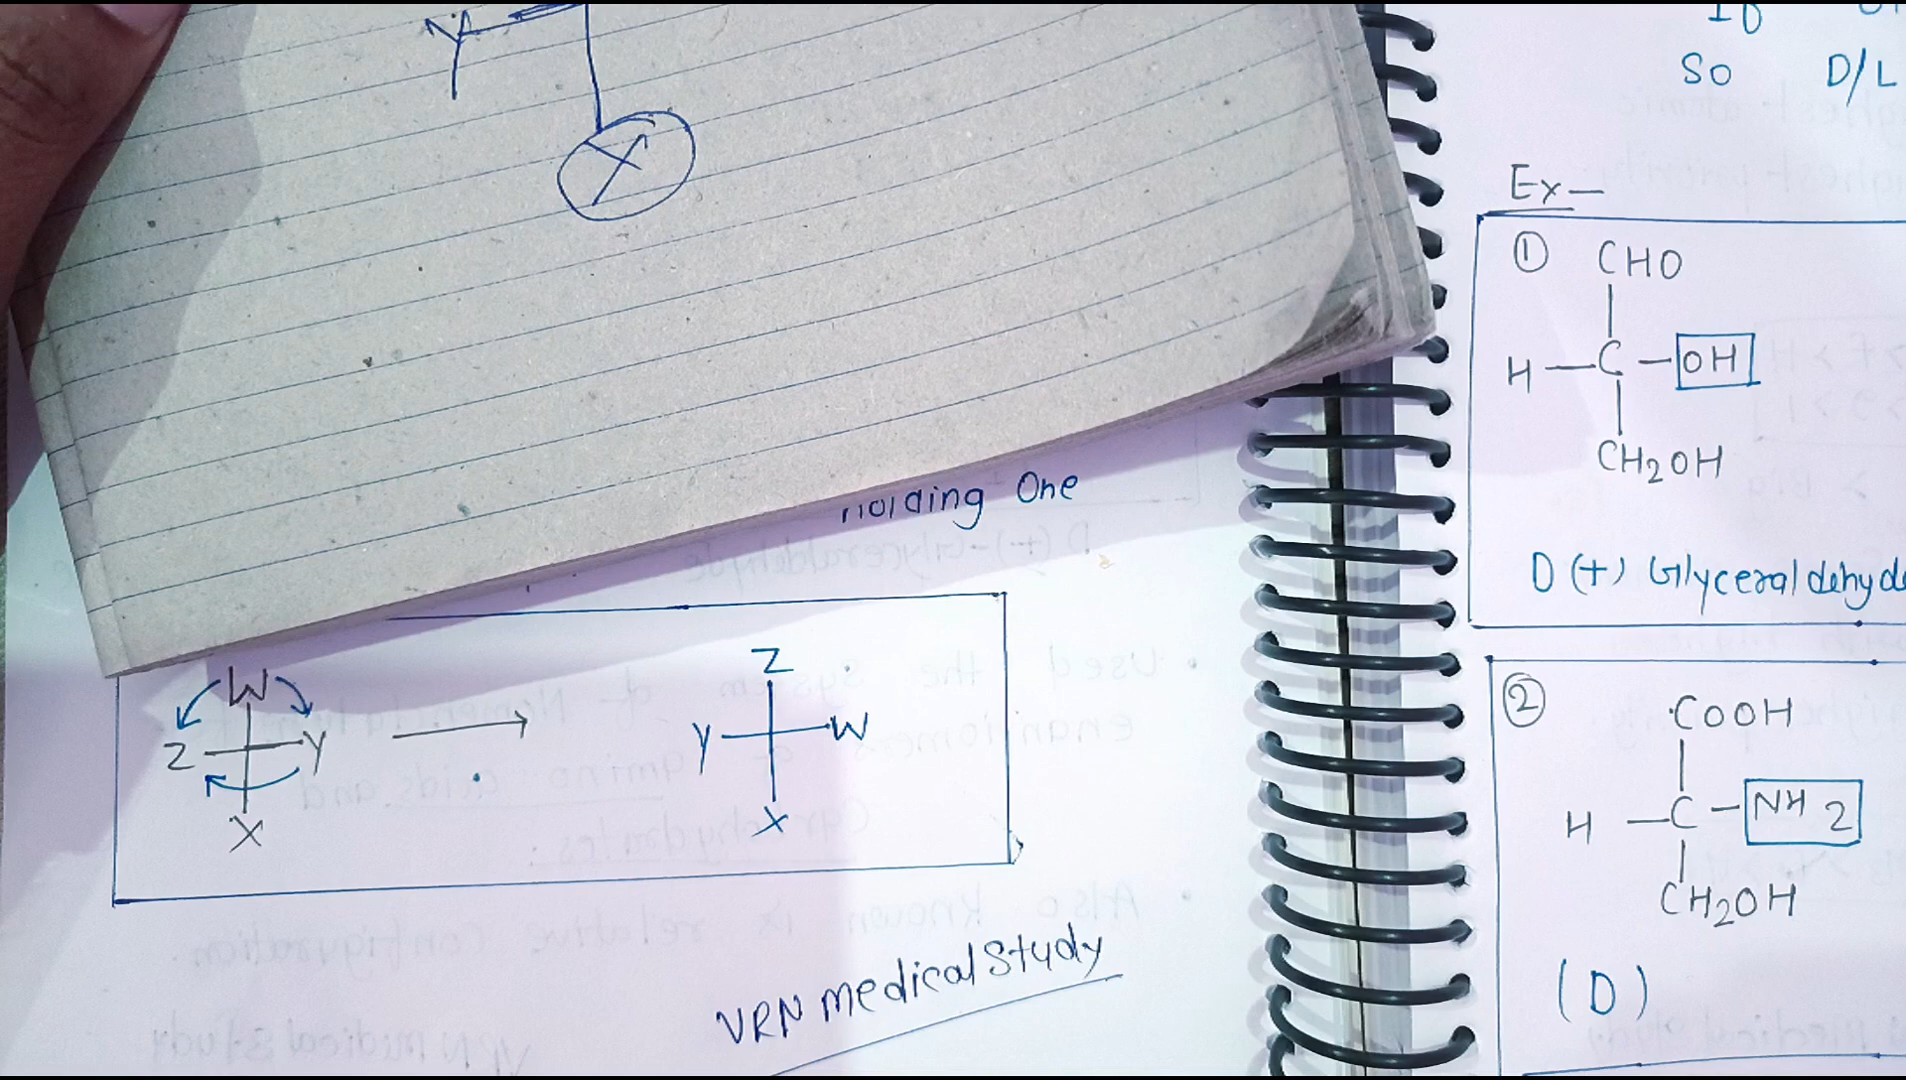 Y
X
Holding One
W
Z Y
X
Z
Y W
X
VRN medical Study
So D/L
Ex-
① CHO
H - C - OH
CH2OH
D (+) Glyceraldehyde
② COOH
H - C - NH2
CH2OH
(D)